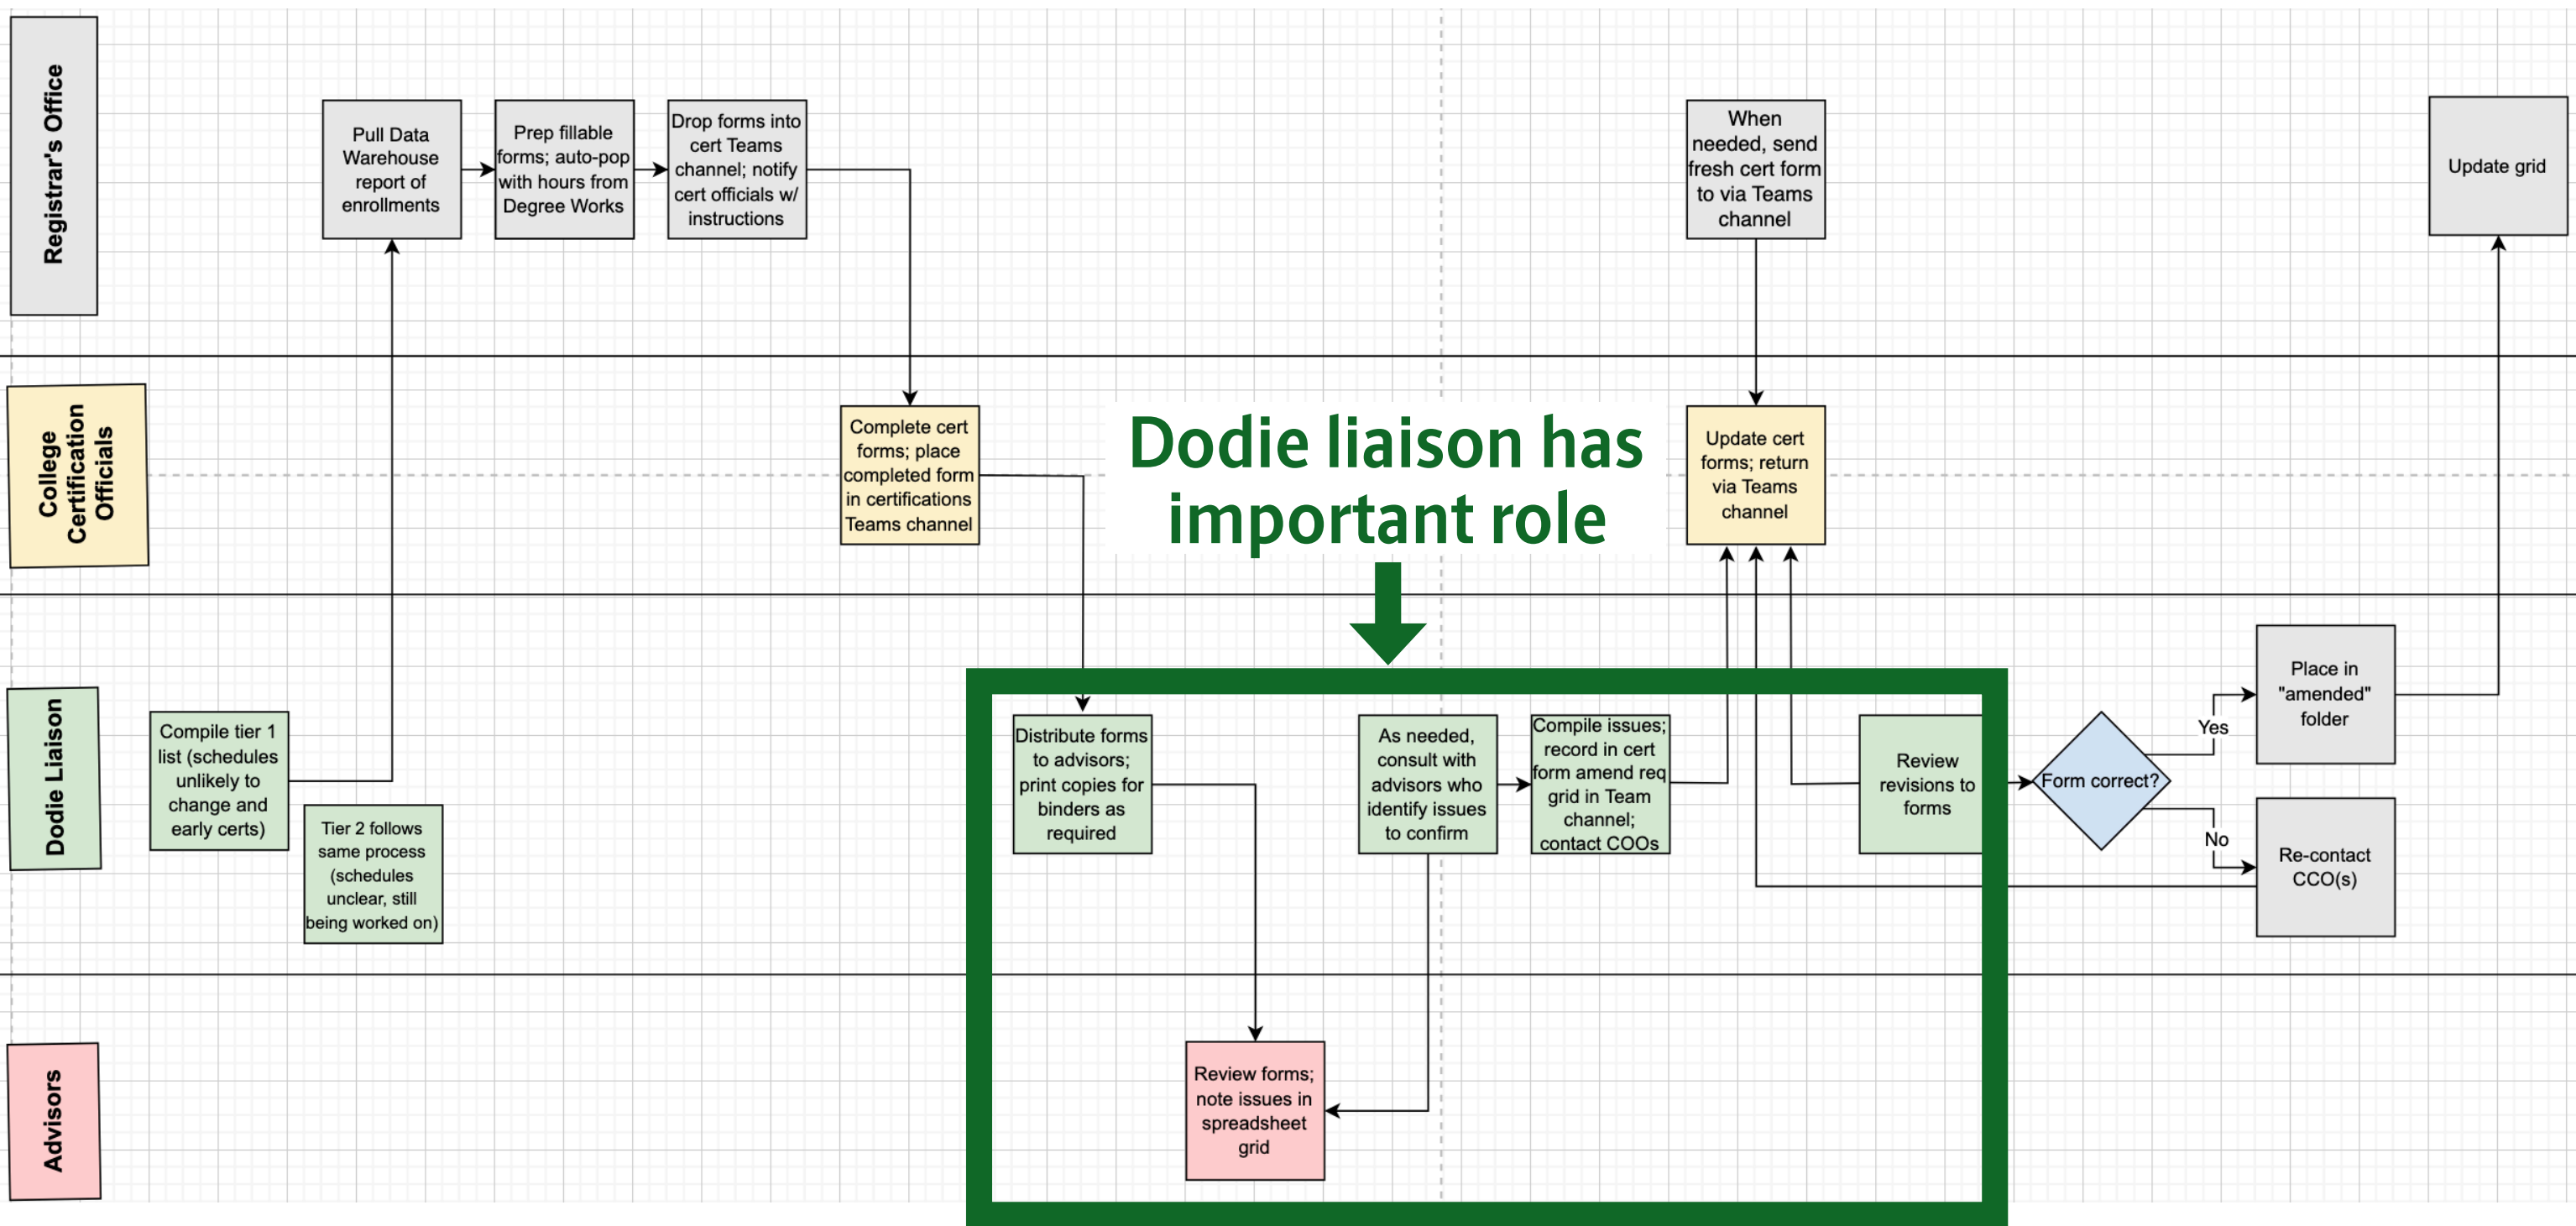 Registrar's Office
Pull Data
Warehouse
report of
enrollments
Prep fillable
forms; auto-pop
with hours from
Degree Works
Drop forms into
cert Teams
channel; notify
cert officials w/
instructions
When
needed, send
fresh cert form
to via Teams
channel
Update grid
College
Certification
Officials
Complete cert
forms; place
completed form
in certifications
Teams channel
Dodie liaison has
important role
Update cert
forms; return
via Teams
channel
Dodie Liaison
Compile tier 1
list (schedules
unlikely to
change and
early certs)
Tier 2 follows
same process
(schedules
unclear, still
being worked on)
Distribute forms
to advisors;
print copies for
binders as
required
As needed,
consult with
advisors who
identify issues
to confirm
Compile issues;
record in cert
form amend req
grid in Team
channel;
contact COOs
Review
revisions to
forms
Form correct?
Yes
No
Place in
"amended"
folder
Re-contact
CCO(s)
Advisors
Review forms;
note issues in
spreadsheet
grid